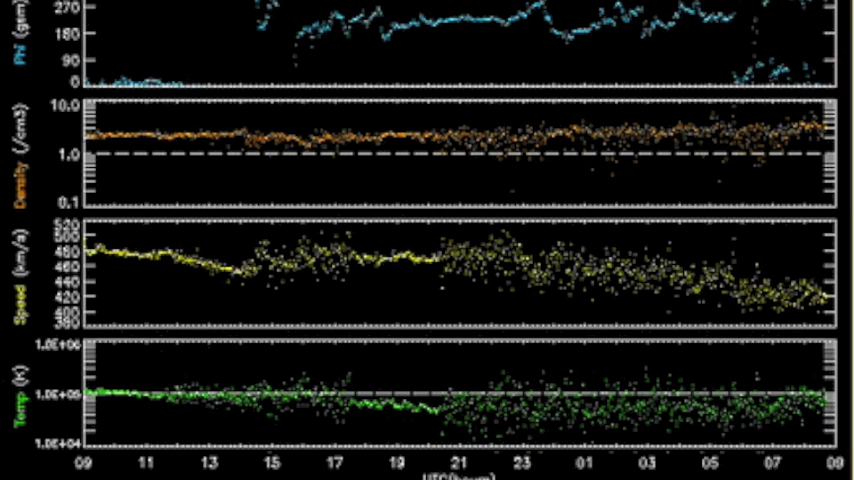 270
180
90
0
Phi (gsm)
10.0
1.0
0.1
Density (/cm3)
520
500
480
460
440
420
400
380
Speed (km/s)
1.0E+06
1.0E+05
1.0E+04
Temp (K)
09 11 13 15 17 19 21 23 01 03 05 07 09
UTC(hours)